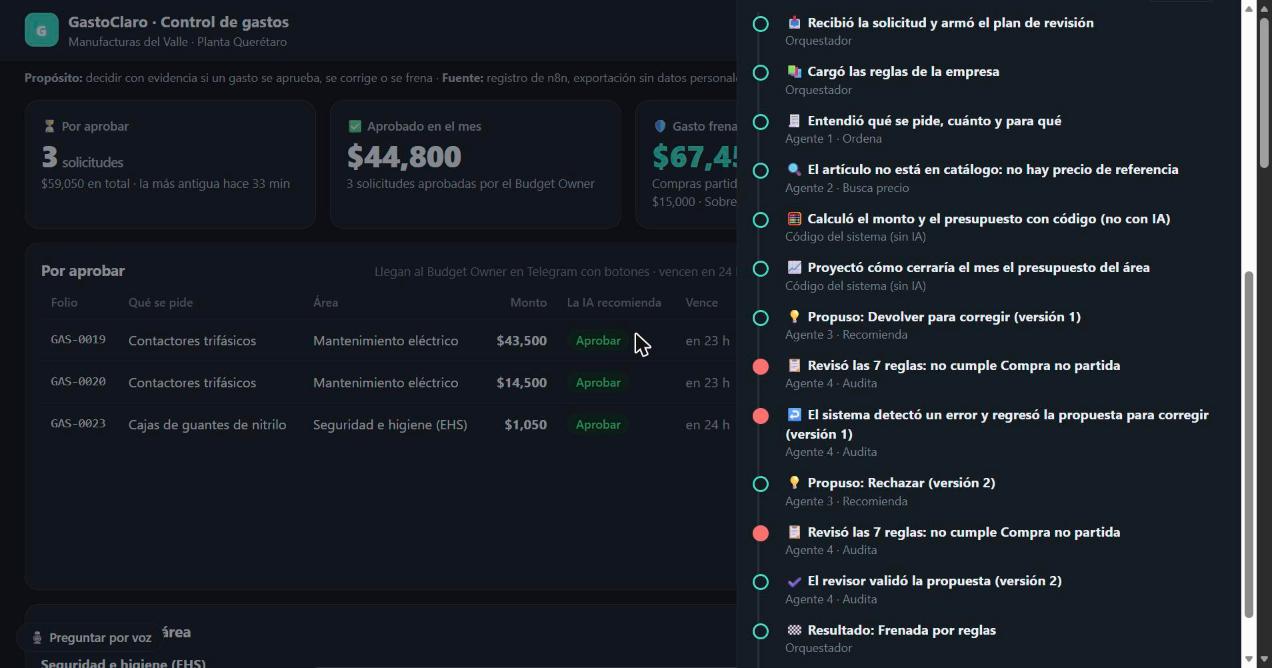 G
GastoClaro · Control de gastos
Manufacturas del Valle · Planta Querétaro
Propósito: decidir con evidencia si un gasto se aprueba, se corrige o se frena · Fuente: registro de n8n, exportación sin datos
Por aprobar
3 solicitudes
$59,050 en total · la más antigua hace 33 min
Aprobado en el mes
$44,800
3 solicitudes aprobadas por el Budget Owner
Gasto
Compras
$15,000 · Sobre
Por aprobar
Llegan al Budget Owner en Telegram con botones · vencen en 24
Folio Qué se pide Área Monto La IA recomienda Vence
GAS-0019 Contactores trifásicos Mantenimiento eléctrico $43,500 Aprobar en 23 h
GAS-0020 Contactores trifásicos Mantenimiento eléctrico $14,500 Aprobar en 23 h
GAS-0023 Cajas de guantes de nitrilo Seguridad e higiene (EHS) $1,050 Aprobar en 24 h
Preguntar por voz
área
Seguridad e higiene (EHS)
Recibió la solicitud y armó el plan de revisión
Orquestador
Cargó las reglas de la empresa
Orquestador
Entendió qué se pide, cuánto y para qué
Agente 1 · Ordena
El artículo no está en catálogo: no hay precio de referencia
Agente 2 · Busca precio
Calculó el monto y el presupuesto con código (no con IA)
Código del sistema (sin IA)
Proyectó cómo cerraría el mes el presupuesto del área
Código del sistema (sin IA)
Propuso: Devolver para corregir (versión 1)
Agente 3 · Recomienda
Revisó las 7 reglas: no cumple Compra no partida
Agente 4 · Audita
El sistema detectó un error y regresó la propuesta para corregir
(versión 1)
Agente 4 · Audita
Propuso: Rechazar (versión 2)
Agente 3 · Recomienda
Revisó las 7 reglas: no cumple Compra no partida
Agente 4 · Audita
El revisor validó la propuesta (versión 2)
Agente 4 · Audita
Resultado: Frenada por reglas
Orquestador